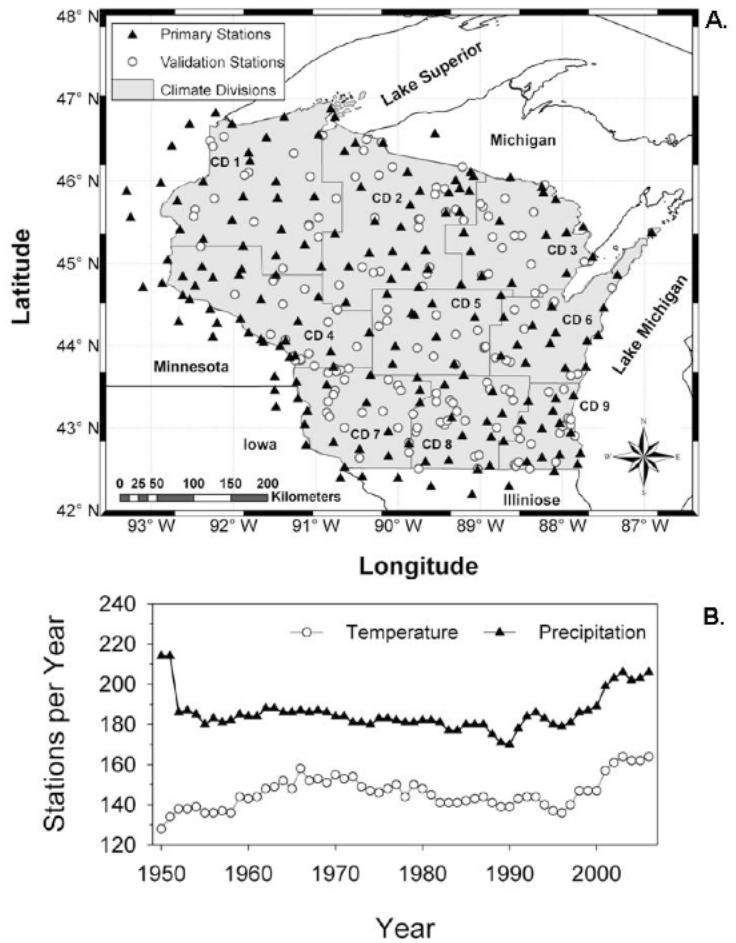 48° N
A.
Primary Stations
Validation Stations
Climate Divisions
Lake Superior
47° N
Michigan
CD 1
46° N
CD 2
CD 3
45° N
CD 5
CD 6
Latitude
44° N
CD 4
Lake Michigan
Minnesota
43° N
CD 9
CD 7
CD 8
Iowa
N
W
E
S
0 25 50 100 150 200
Kilometers
Illiniose
42° N
93° W 92° W 91° W 90° W 89° W 88° W 87° W
Longitude
B.
240
Temperature
Precipitation
220
200
180
160
140
120
Stations per Year
1950 1960 1970 1980 1990 2000
Year